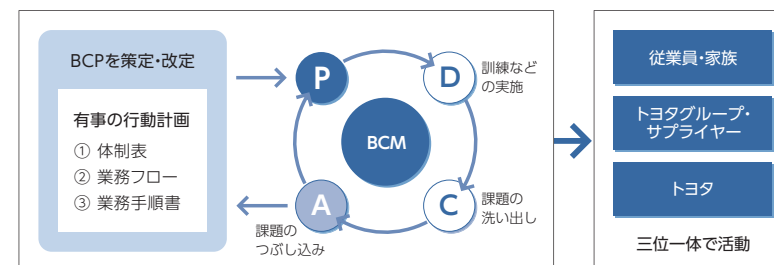 BCPを策定・改定
有事の行動計画
① 体制表
② 業務フロー
③ 業務手順書
P
D
訓練など
の実施
BCM
A
課題の
つぶし込み
C
課題の
洗い出し
従業員・家族
トヨタグループ・
サプライヤー
トヨタ
三位一体で活動